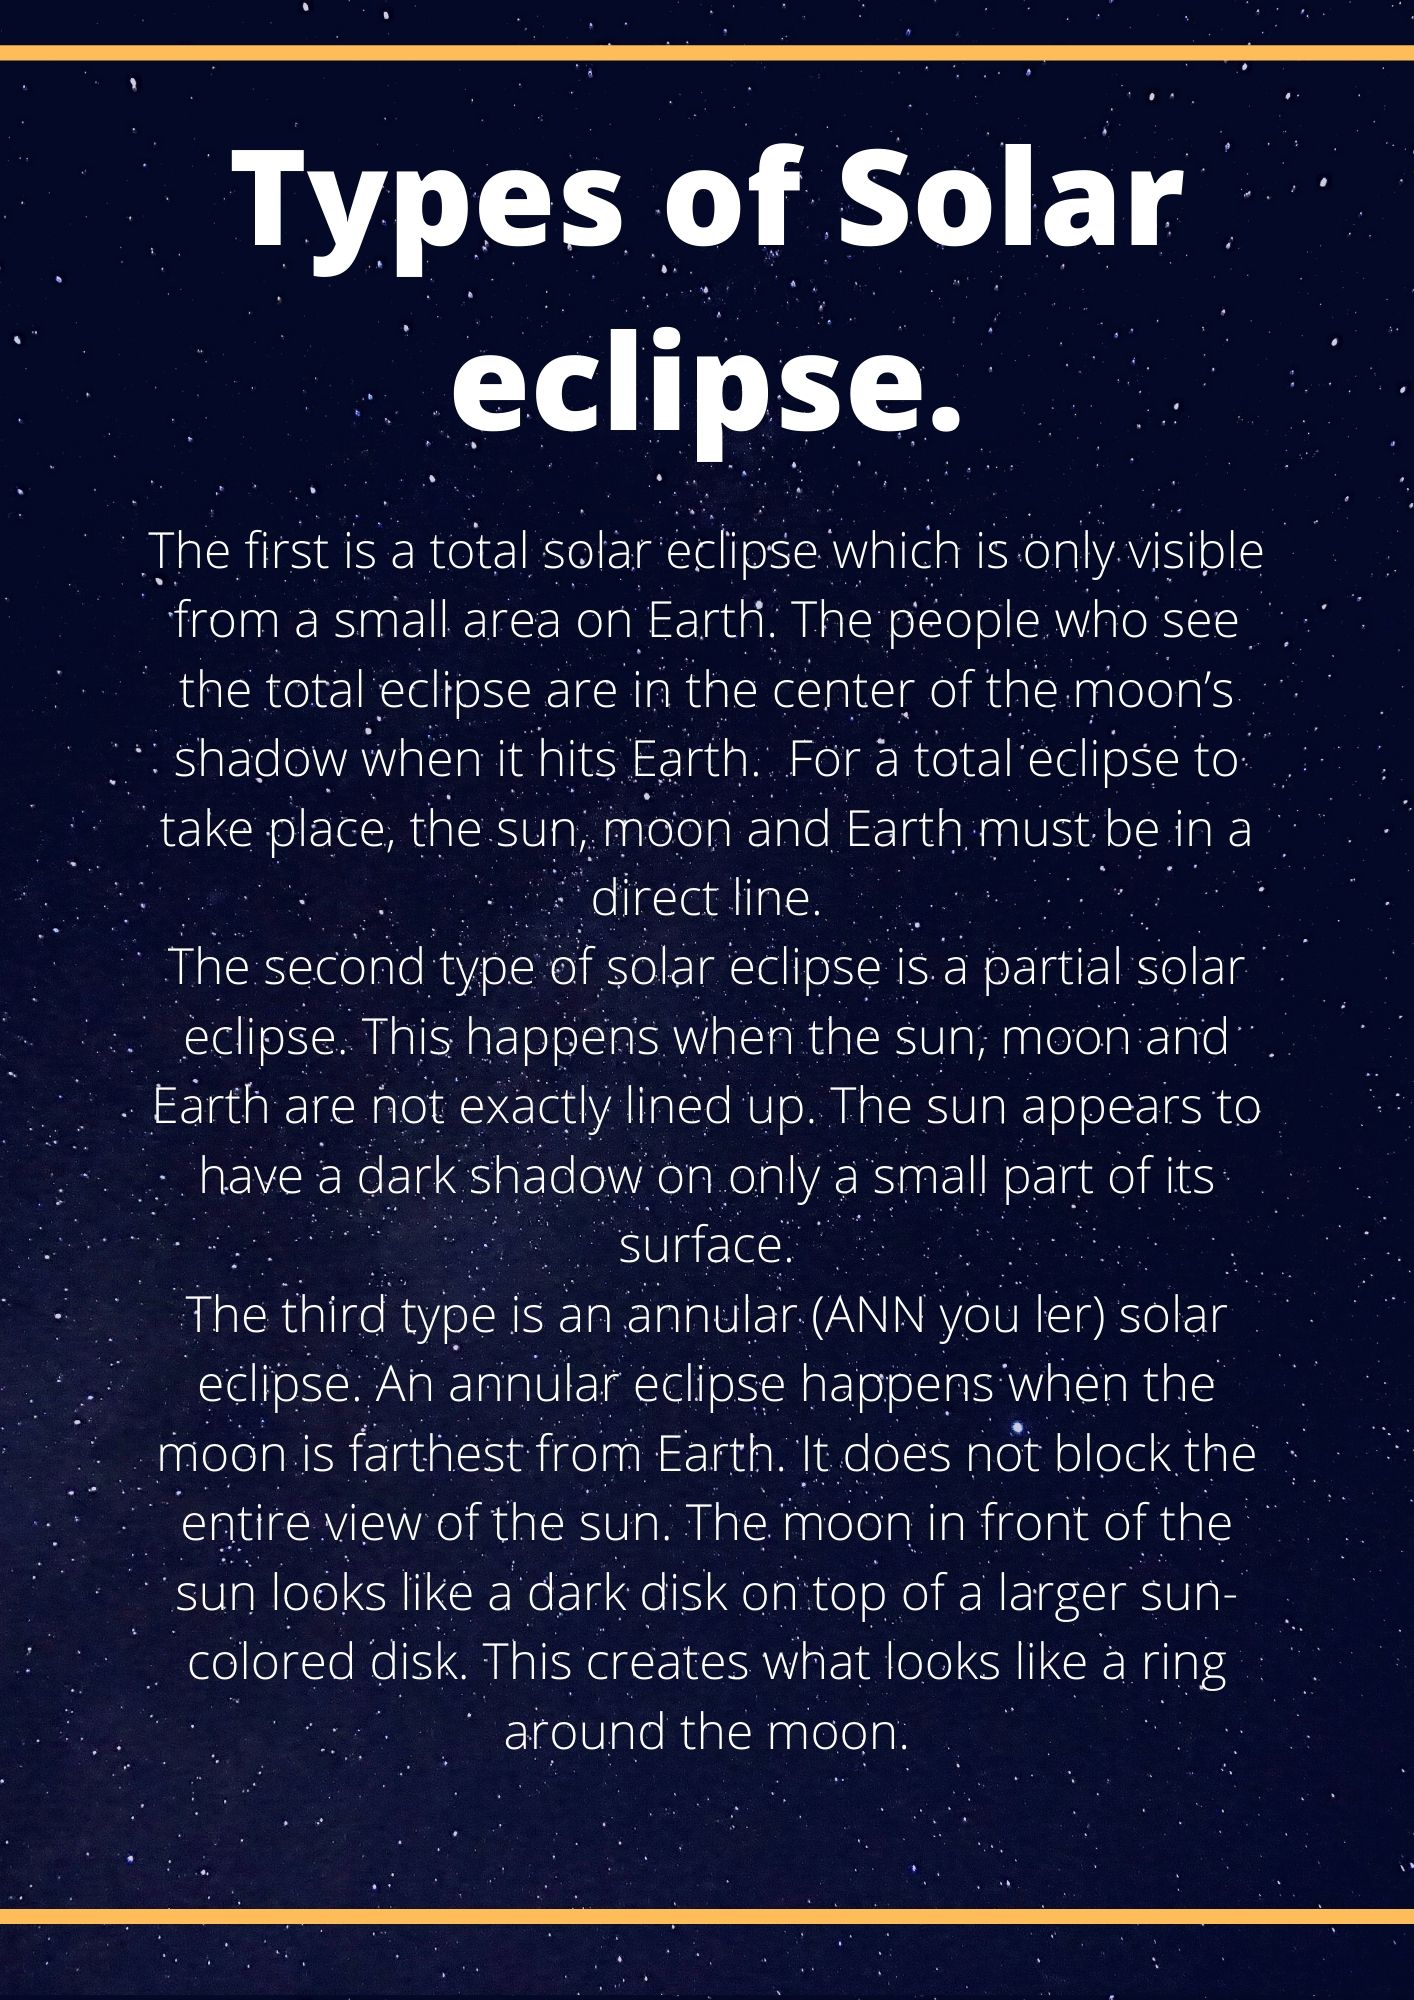 Types of Solar
eclipse.
The first is a total solar eclipse which is only visible
from a small area on Earth. The people who see
the total eclipse are in the center of the moon’s
shadow when it hits Earth.  For a total eclipse to
take place, the sun, moon and Earth must be in a
direct line.
The second type of solar eclipse is a partial solar
eclipse. This happens when the sun, moon and
Earth are not exactly lined up. The sun appears to
have a dark shadow on only a small part of its
surface.
The third type is an annular (ANN you ler) solar
eclipse. An annular eclipse happens when the
moon is farthest from Earth. It does not block the
entire view of the sun. The moon in front of the
sun looks like a dark disk on top of a larger sun-
colored disk. This creates what looks like a ring
around the moon.